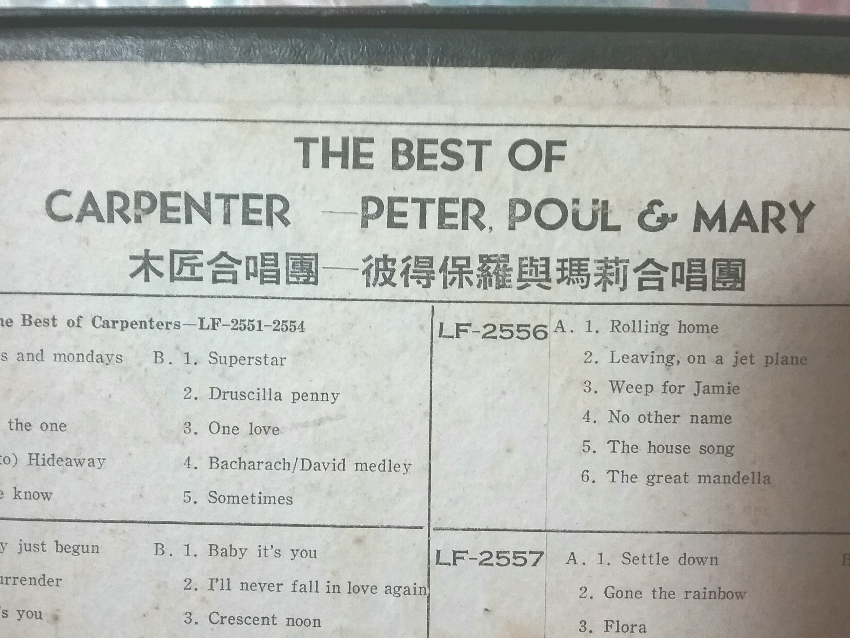 THE BEST OF
CARPENTER — PETER, POUL & MARY
木匠合唱團—彼得保羅與瑪莉合唱團
Best of Carpenters—LF-2551-2554
and mondays
the one
Hideaway
know
B. 1. Superstar
2. Druscilla penny
3. One love
4. Bacharach/David medley
5. Sometimes
just begun
you
B. 1. Baby it's you
2. I'll never fall in love again
3. Crescent noon
LF-2556 A. 1. Rolling home
2. Leaving, on a jet plane
3. Weep for Jamie
4. No other name
5. The house song
6. The great mandella
LF-2557 A. 1. Settle down
2. Gone the rainbow
3. Flora